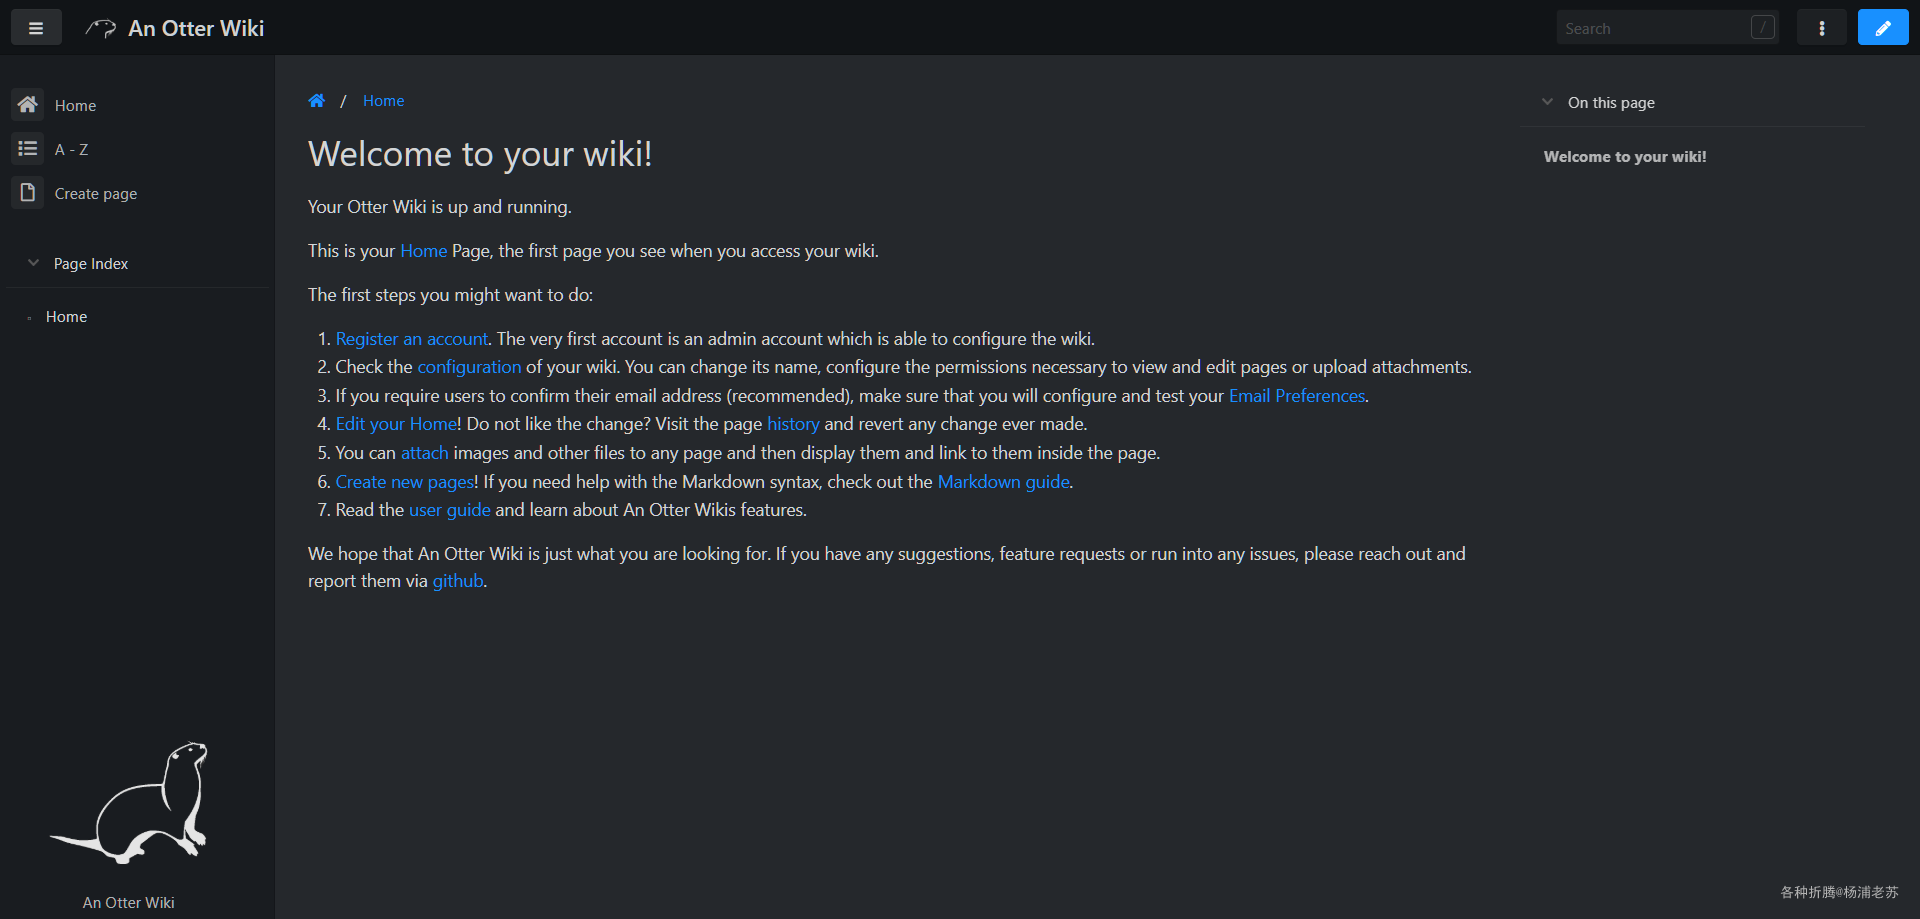 An Otter Wiki
Search
/
Home
A - Z
Create page
Page Index
Home
An Otter Wiki
/ Home
Welcome to your wiki!
Your Otter Wiki is up and running.
This is your Home Page, the first page you see when you access your wiki.
The first steps you might want to do:
1. Register an account. The very first account is an admin account which is able to configure the wiki.
2. Check the configuration of your wiki. You can change its name, configure the permissions necessary to view and edit pages or upload attachments.
3. If you require users to confirm their email address (recommended), make sure that you will configure and test your Email Preferences.
4. Edit your Home! Do not like the change? Visit the page history and revert any change ever made.
5. You can attach images and other files to any page and then display them and link to them inside the page.
6. Create new pages! If you need help with the Markdown syntax, check out the Markdown guide.
7. Read the user guide and learn about An Otter Wikis features.
We hope that An Otter Wiki is just what you are looking for. If you have any suggestions, feature requests or run into any issues, please reach out and
report them via github.
On this page
Welcome to your wiki!
各种折腾@杨浦老苏